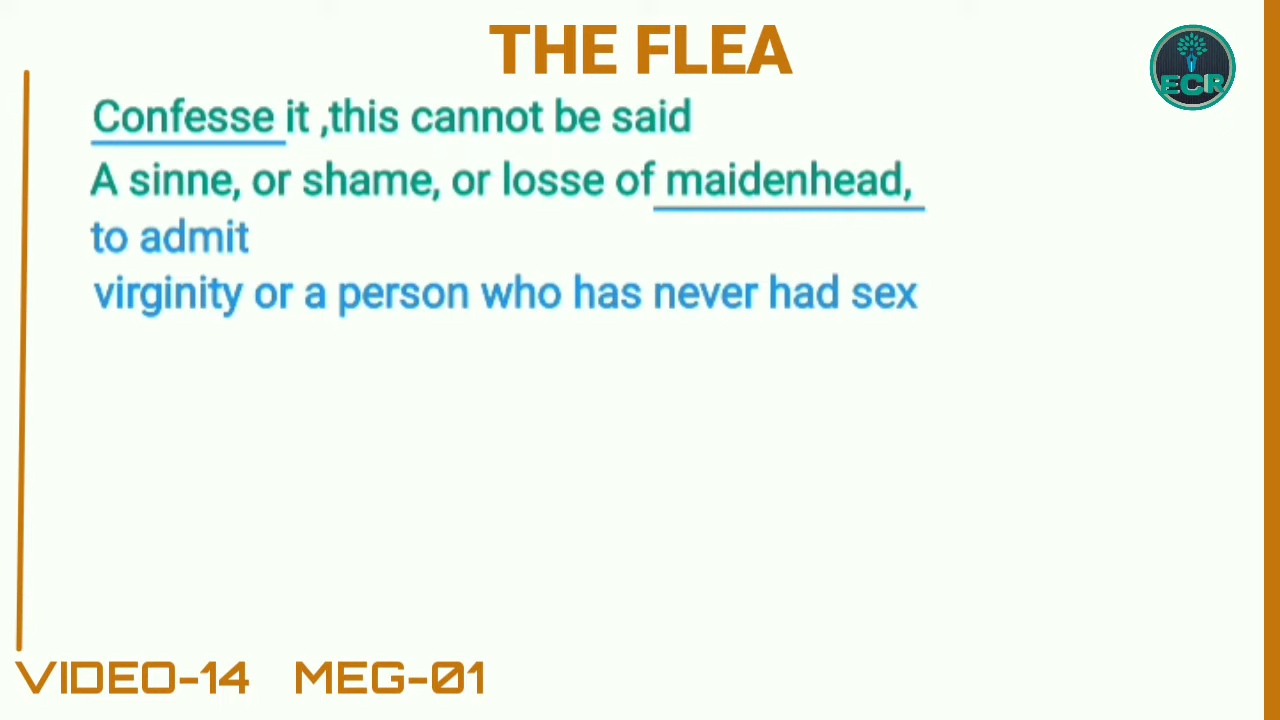 THE FLEA
ECR
Confesse it ,this cannot be said
A sinne, or shame, or losse of maidenhead,
to admit
virginity or a person who has never had sex
VIDEO-14 MEG-01